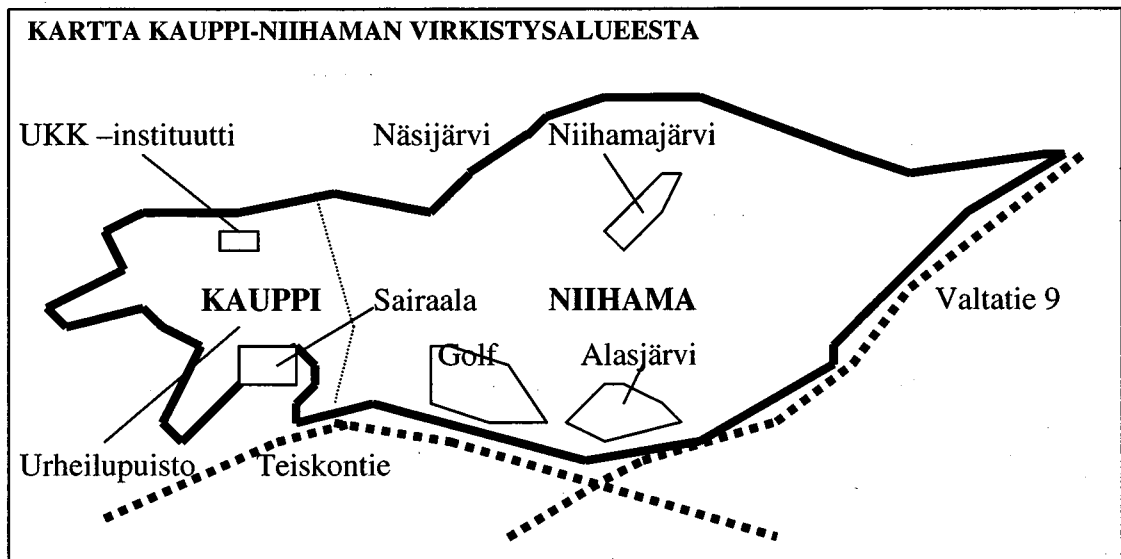 KARTTA KAUPPI-NIIHAMAN VIRKISTYSALUEESTA
UKK –instituutti Näsijärvi Niihamajärvi
KAUPPI Sairaala NIIHAMA Valtatie 9
Golf Alasjärvi
Urheilupuisto Teiskontie